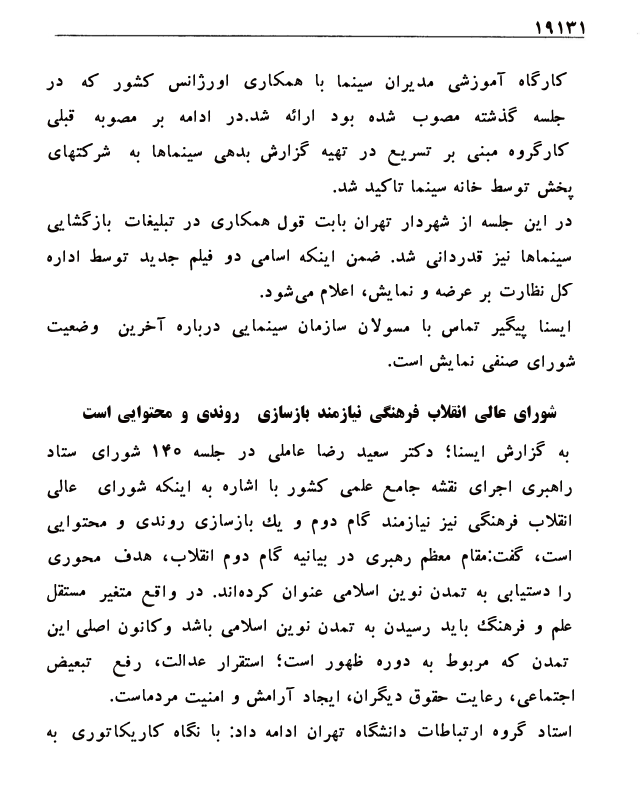 ۱۹۱۳۱
کارگاه آموزشی مدیران سینما با همکاری اورژانس کشور که در
جلسه گذشته مصوب شده بود ارائه شد.در ادامه بر مصوبه قبلی
کارگروه مبنی بر تسریع در تهیه گزارش بدهی سینماها به شرکتهای
پخش توسط خانه سینما تاکید شد.
در این جلسه از شهردار تهران بابت قول همکاری در تبلیغات بازگشایی
سینماها نیز قدردانی شد. ضمن اینکه اسامی دو فیلم جدید توسط اداره
کل نظارت بر عرضه و نمایش، اعلام می‌شود.
ایسنا پیگیر تماس با مسولان سازمان سینمایی درباره آخرین وضعیت
شورای صنفی نمایش است.
شورای عالی انقلاب فرهنگی نیازمند بازسازی روندی و محتوایی است
به گزارش ایسنا؛ دکتر سعید رضا عاملی در جلسه ۱۴۰ شورای ستاد
راهبری اجرای نقشه جامع علمی کشور با اشاره به اینکه شورای عالی
انقلاب فرهنگی نیز نیازمند گام دوم و یك بازسازی روندی و محتوایی
است، گفت:مقام معظم رهبری در بیانیه گام دوم انقلاب، هدف محوری
را دستیابی به تمدن نوین اسلامی عنوان کرده‌اند. در واقع متغیر مستقل
علم و فرهنگ باید رسیدن به تمدن نوین اسلامی باشد وکانون اصلی این
تمدن که مربوط به دوره ظهور است؛ استقرار عدالت، رفع تبعیض
اجتماعی، رعایت حقوق دیگران، ایجاد آرامش و امنیت مردماست.
استاد گروه ارتباطات دانشگاه تهران ادامه داد: با نگاه کاریکاتوری به